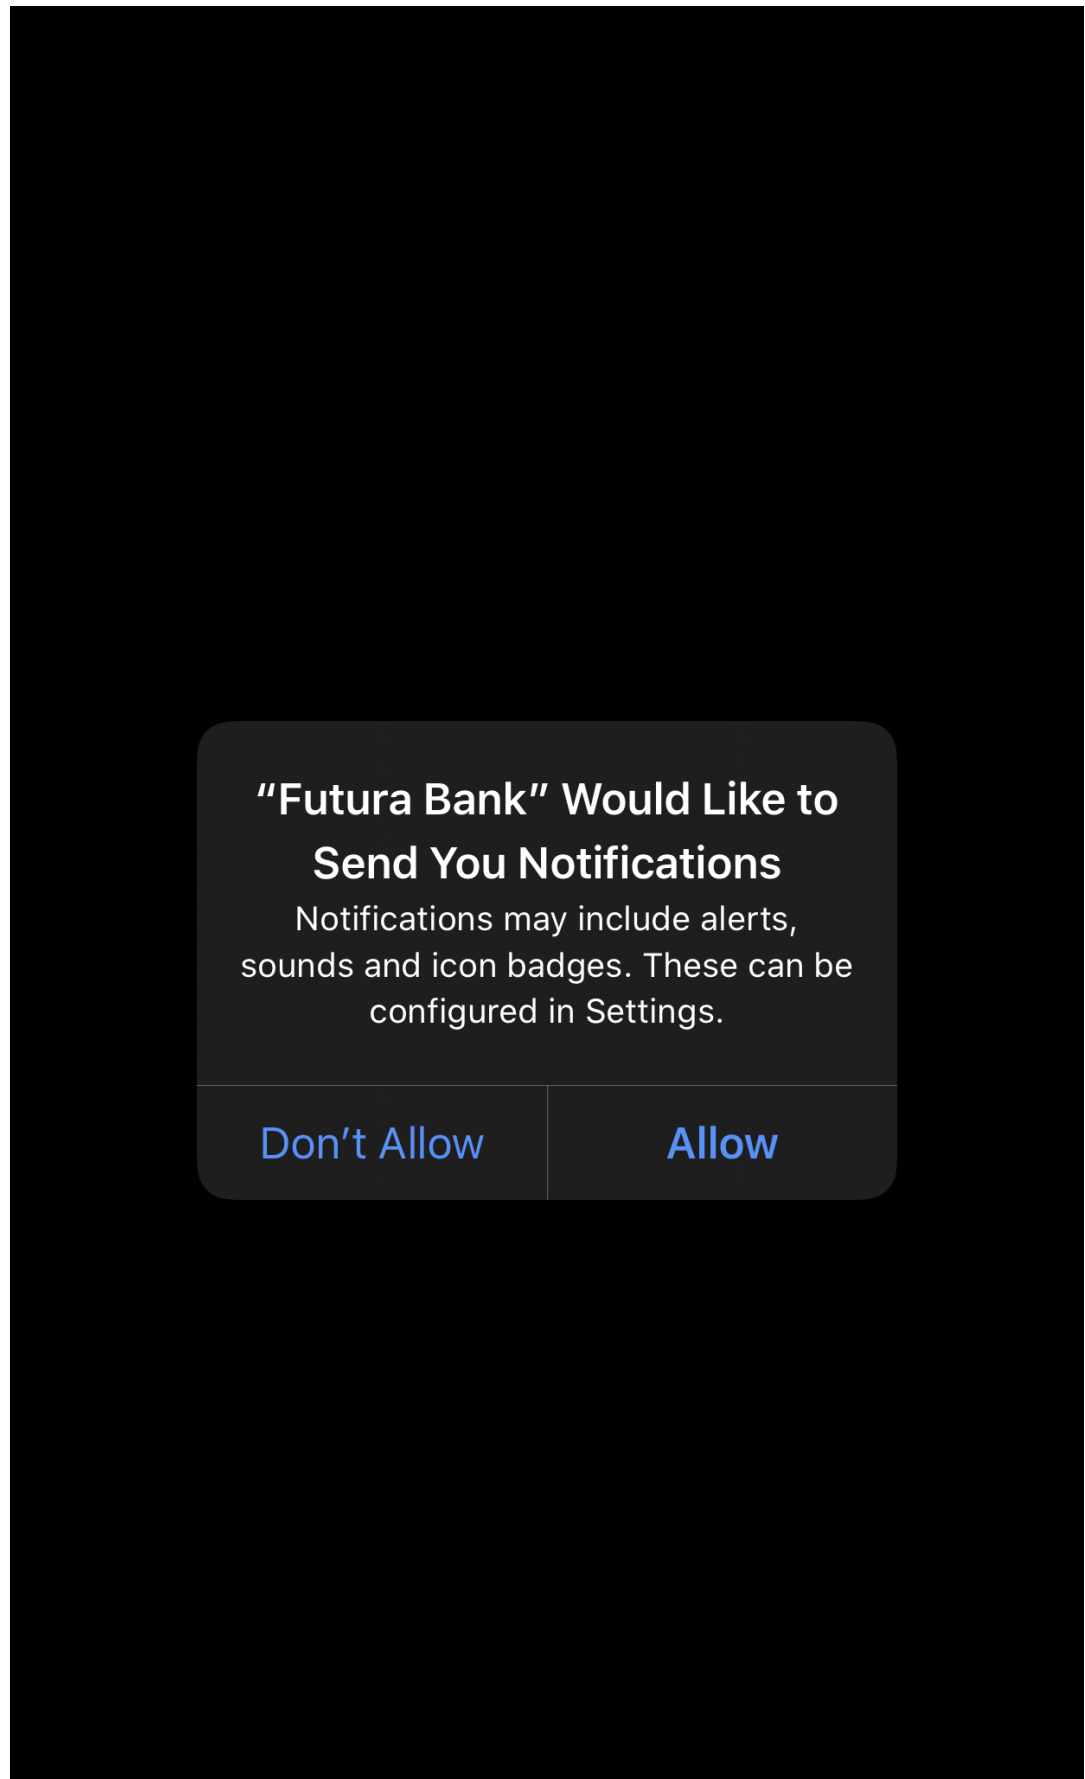 “Futura Bank” Would Like to
Send You Notifications
Notifications may include alerts,
sounds and icon badges. These can be
configured in Settings.
Don’t Allow
Allow